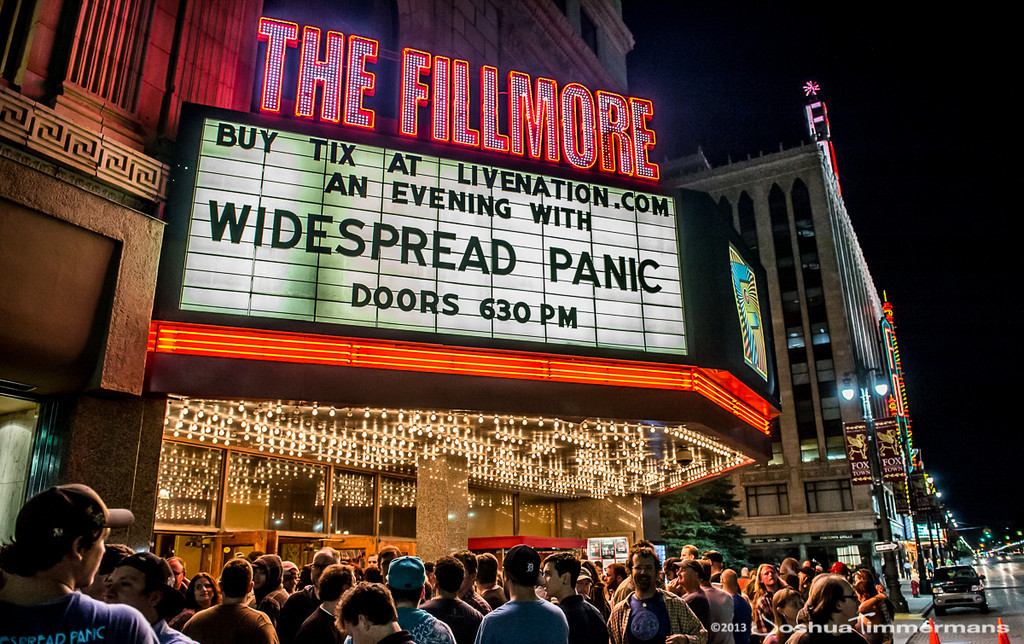 THE FILLMORE
BUY TIX AT LIVENATION.COM
AN EVENING WITH
WIDESPREAD PANIC
DOORS 630 PM
FOX
TOWN
FOX
TOWN
SPREAD PANIC
©2013 Joshua immermans